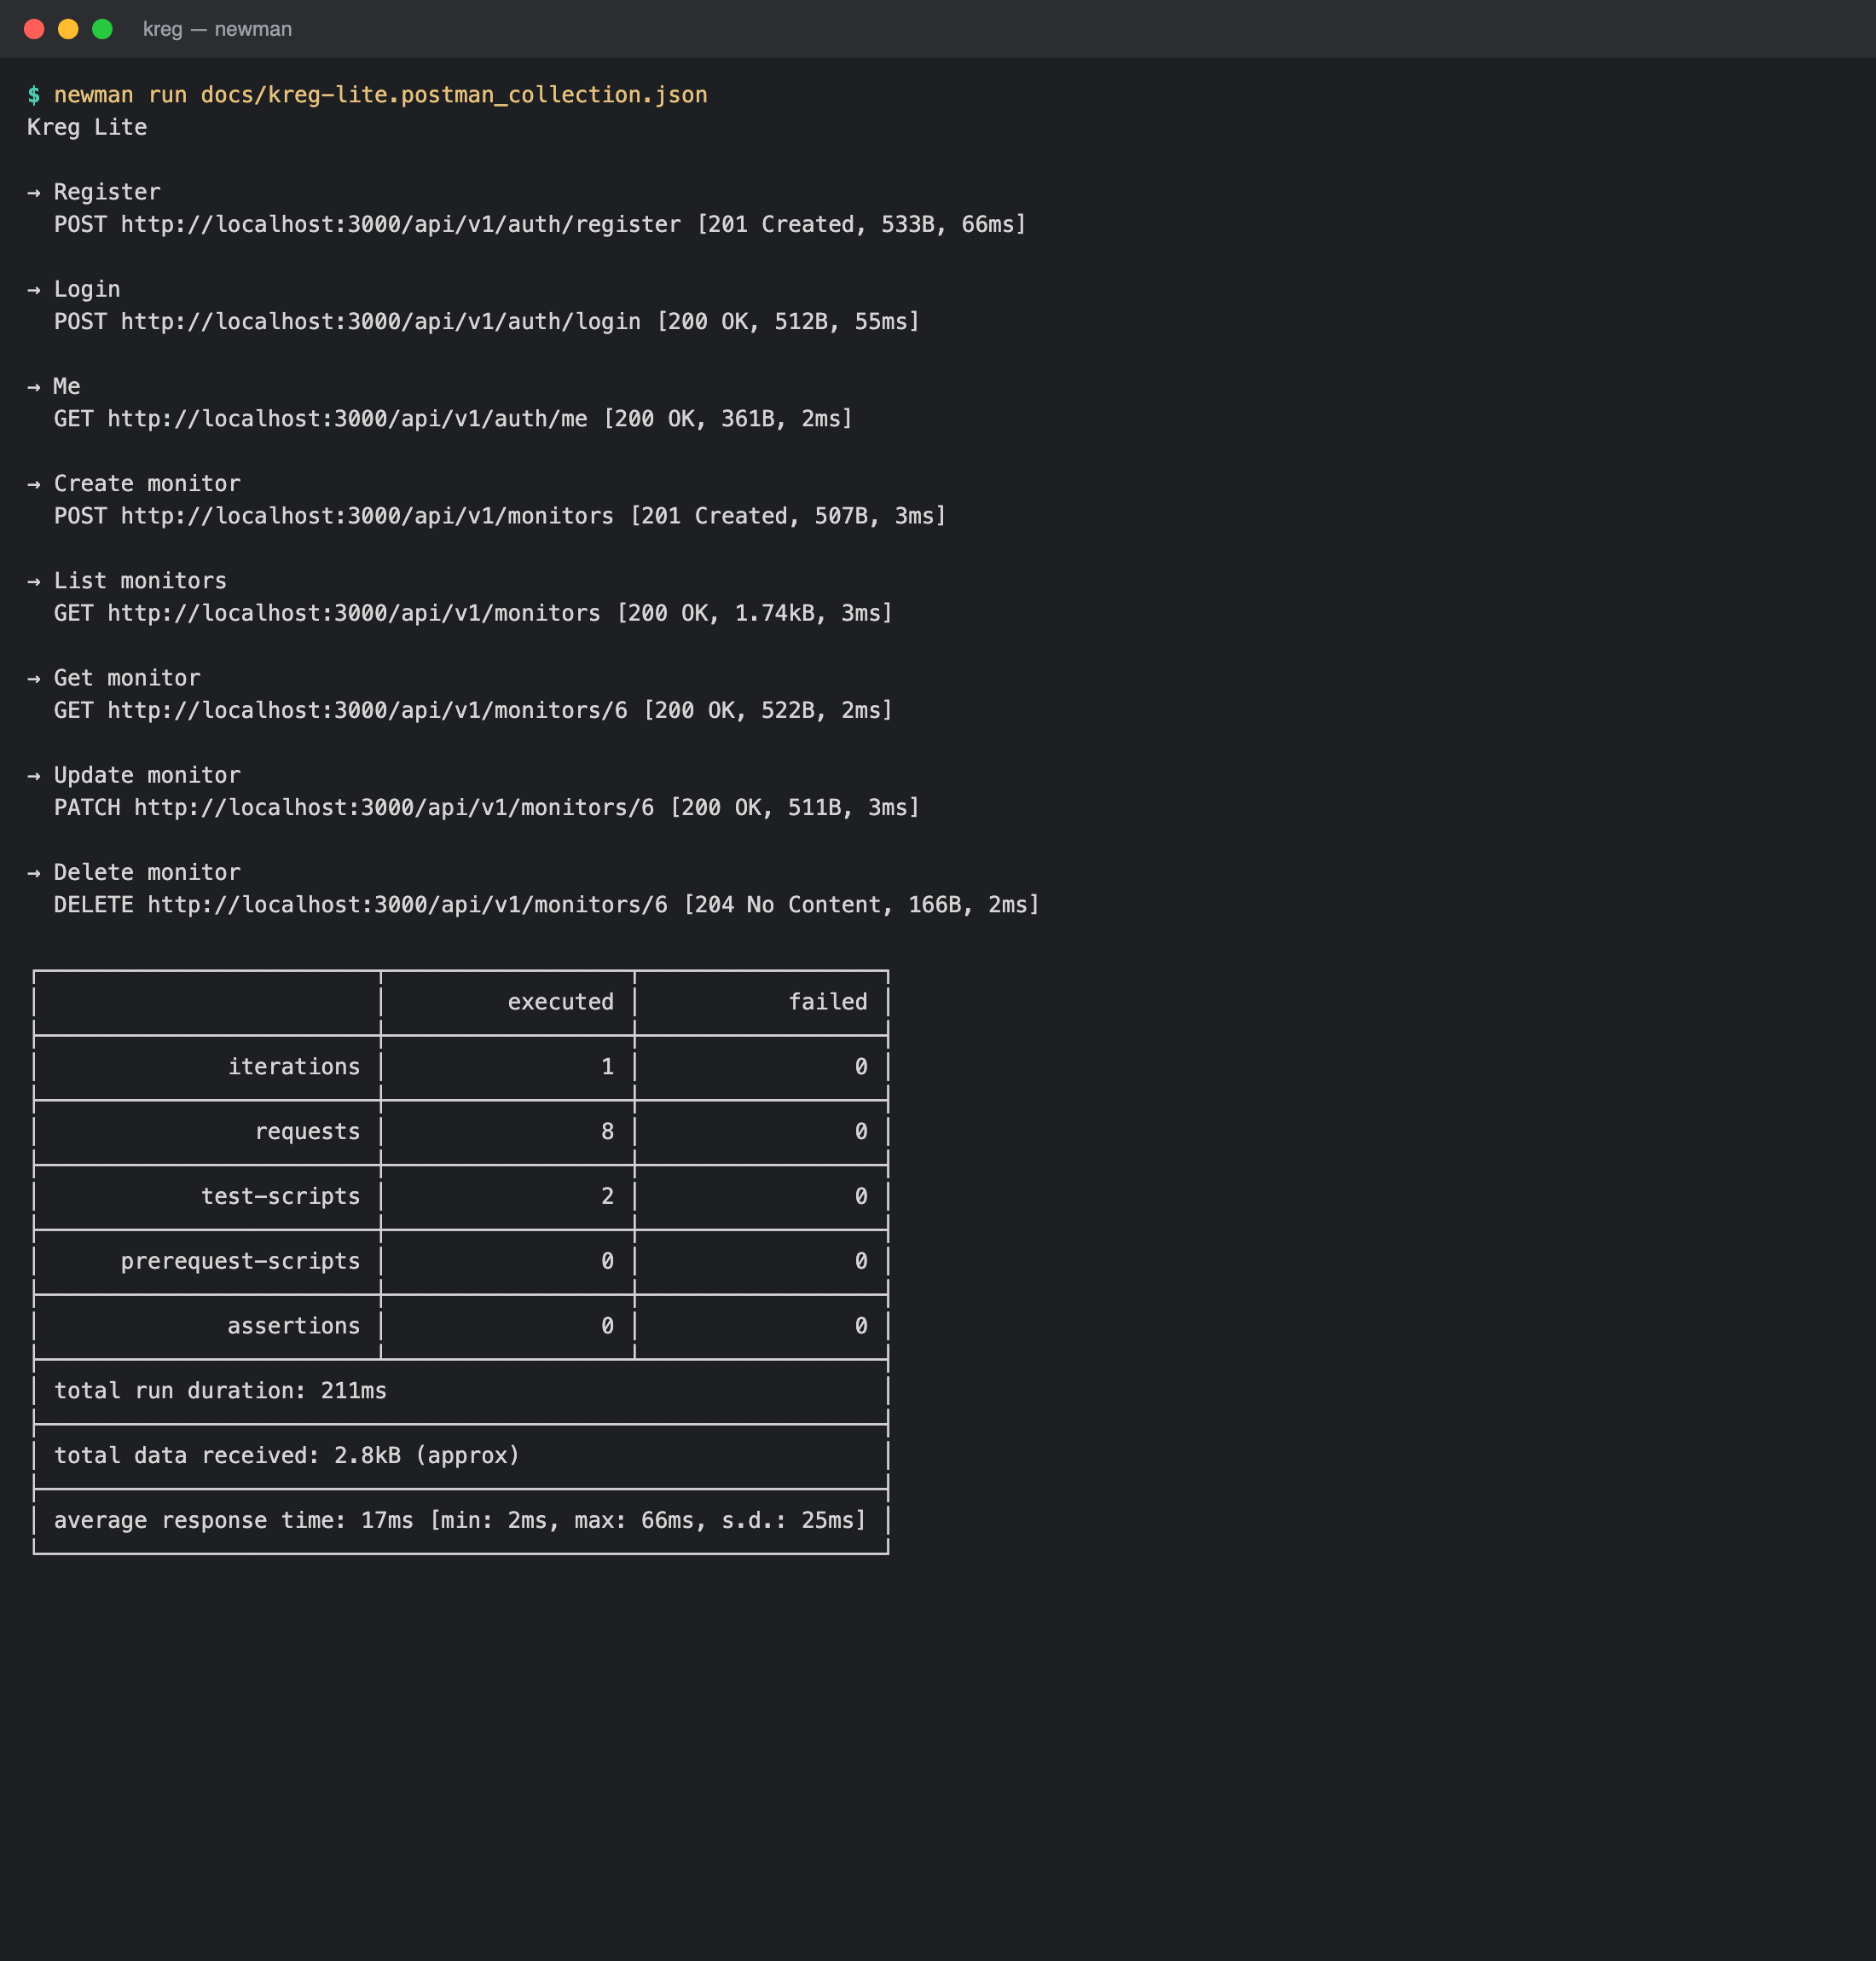 kreg — newman
$ newman run docs/kreg-lite.postman_collection.json
Kreg Lite
→ Register
POST http://localhost:3000/api/v1/auth/register [201 Created, 533B, 66ms]
→ Login
POST http://localhost:3000/api/v1/auth/login [200 OK, 512B, 55ms]
→ Me
GET http://localhost:3000/api/v1/auth/me [200 OK, 361B, 2ms]
→ Create monitor
POST http://localhost:3000/api/v1/monitors [201 Created, 507B, 3ms]
→ List monitors
GET http://localhost:3000/api/v1/monitors [200 OK, 1.74kB, 3ms]
→ Get monitor
GET http://localhost:3000/api/v1/monitors/6 [200 OK, 522B, 2ms]
→ Update monitor
PATCH http://localhost:3000/api/v1/monitors/6 [200 OK, 511B, 3ms]
→ Delete monitor
DELETE http://localhost:3000/api/v1/monitors/6 [204 No Content, 166B, 2ms]
executed failed
iterations 1 0
requests 8 0
test-scripts 2 0
prerequest-scripts 0 0
assertions 0 0
total run duration: 211ms
total data received: 2.8kB (approx)
average response time: 17ms [min: 2ms, max: 66ms, s.d.: 25ms]